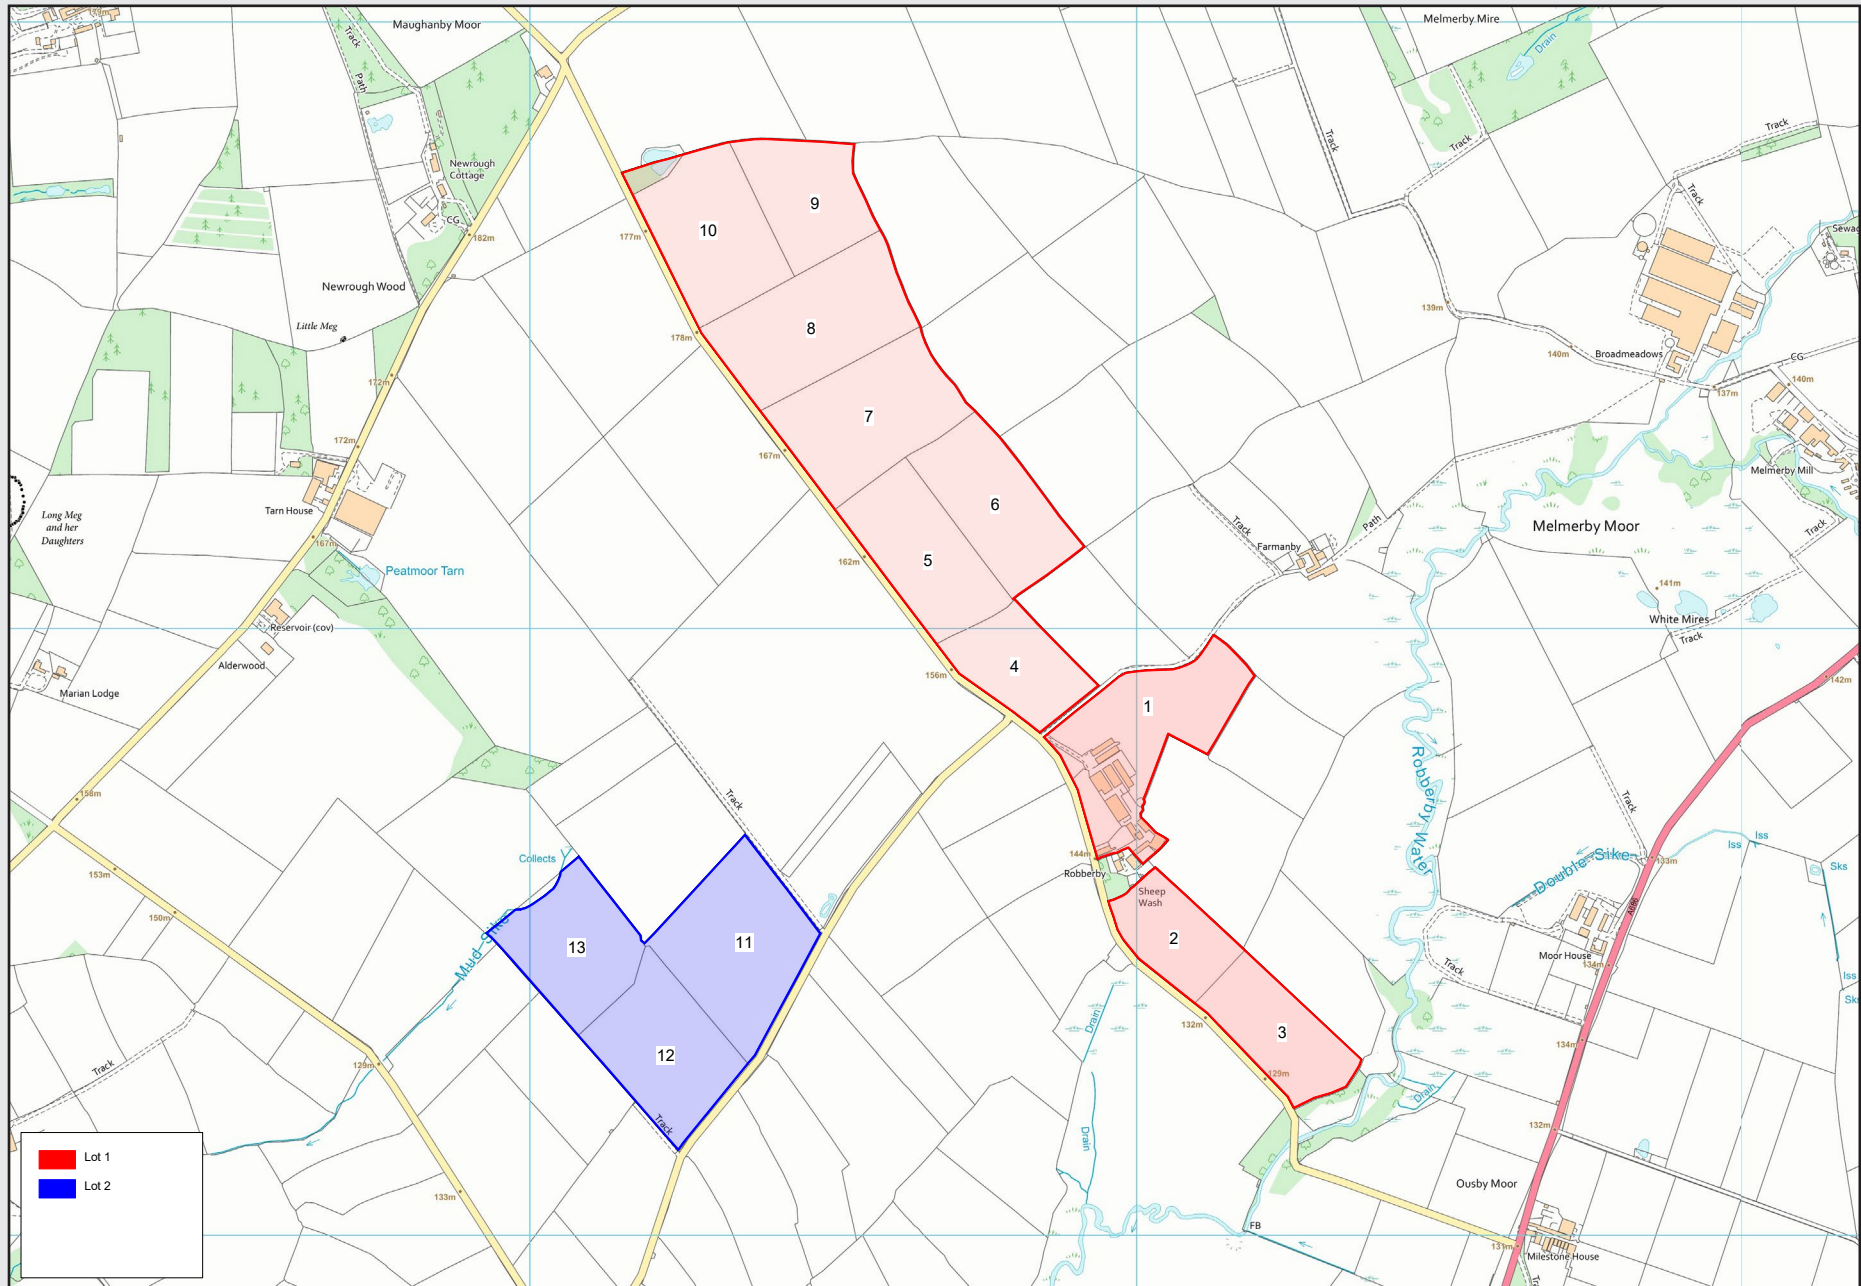 Maughanby Moor
Melmerby Mire
Track
Drain
Path
Track
Track
Track
Newrough
Cottage
Track
9
CG
10
177m
182m
Sewag
Newrough Wood
139m
Little Meg
178m
8
140m
Broadmeadows
CG
172m
140m
137m
7
172m
167m
Melmerby Mill
Tarn House
6
Long Meg
and her
Daughters
Track
Path
Melmerby Moor
Track
167m
Farmanby
162m
5
Peatmoor Tarn
141m
Reservoir (cov)
White Mires
Track
Alderwood
4
156m
142m
Marian Lodge
1
Robberby Water
158m
Track
Track
Iss
Iss
144m
133m
Collects
Double Sike
Sks
153m
Robberby
Sheep
Wash
A686
150m
Mud Sike
13
11
2
Moor House
134m
Track
Iss
Sks
Drain
132m
3
134m
12
129m
129m
Track
Drain
Track
Drain
132m
Lot 1
Lot 2
133m
Ousby Moor
FB
131m
Milestone House